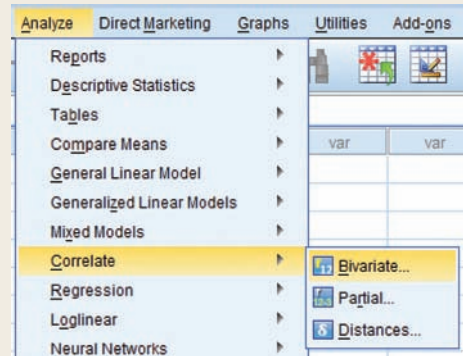 Analyze Direct Marketing Graphs Utilities Add-ons
Reports
Descriptive Statistics
Tables
Compare Means
var var
General Linear Model
Generalized Linear Models
Mixed Models
Correlate
Bivariate...
Regression
Partial...
Loglinear
Distances...
Neural Networks